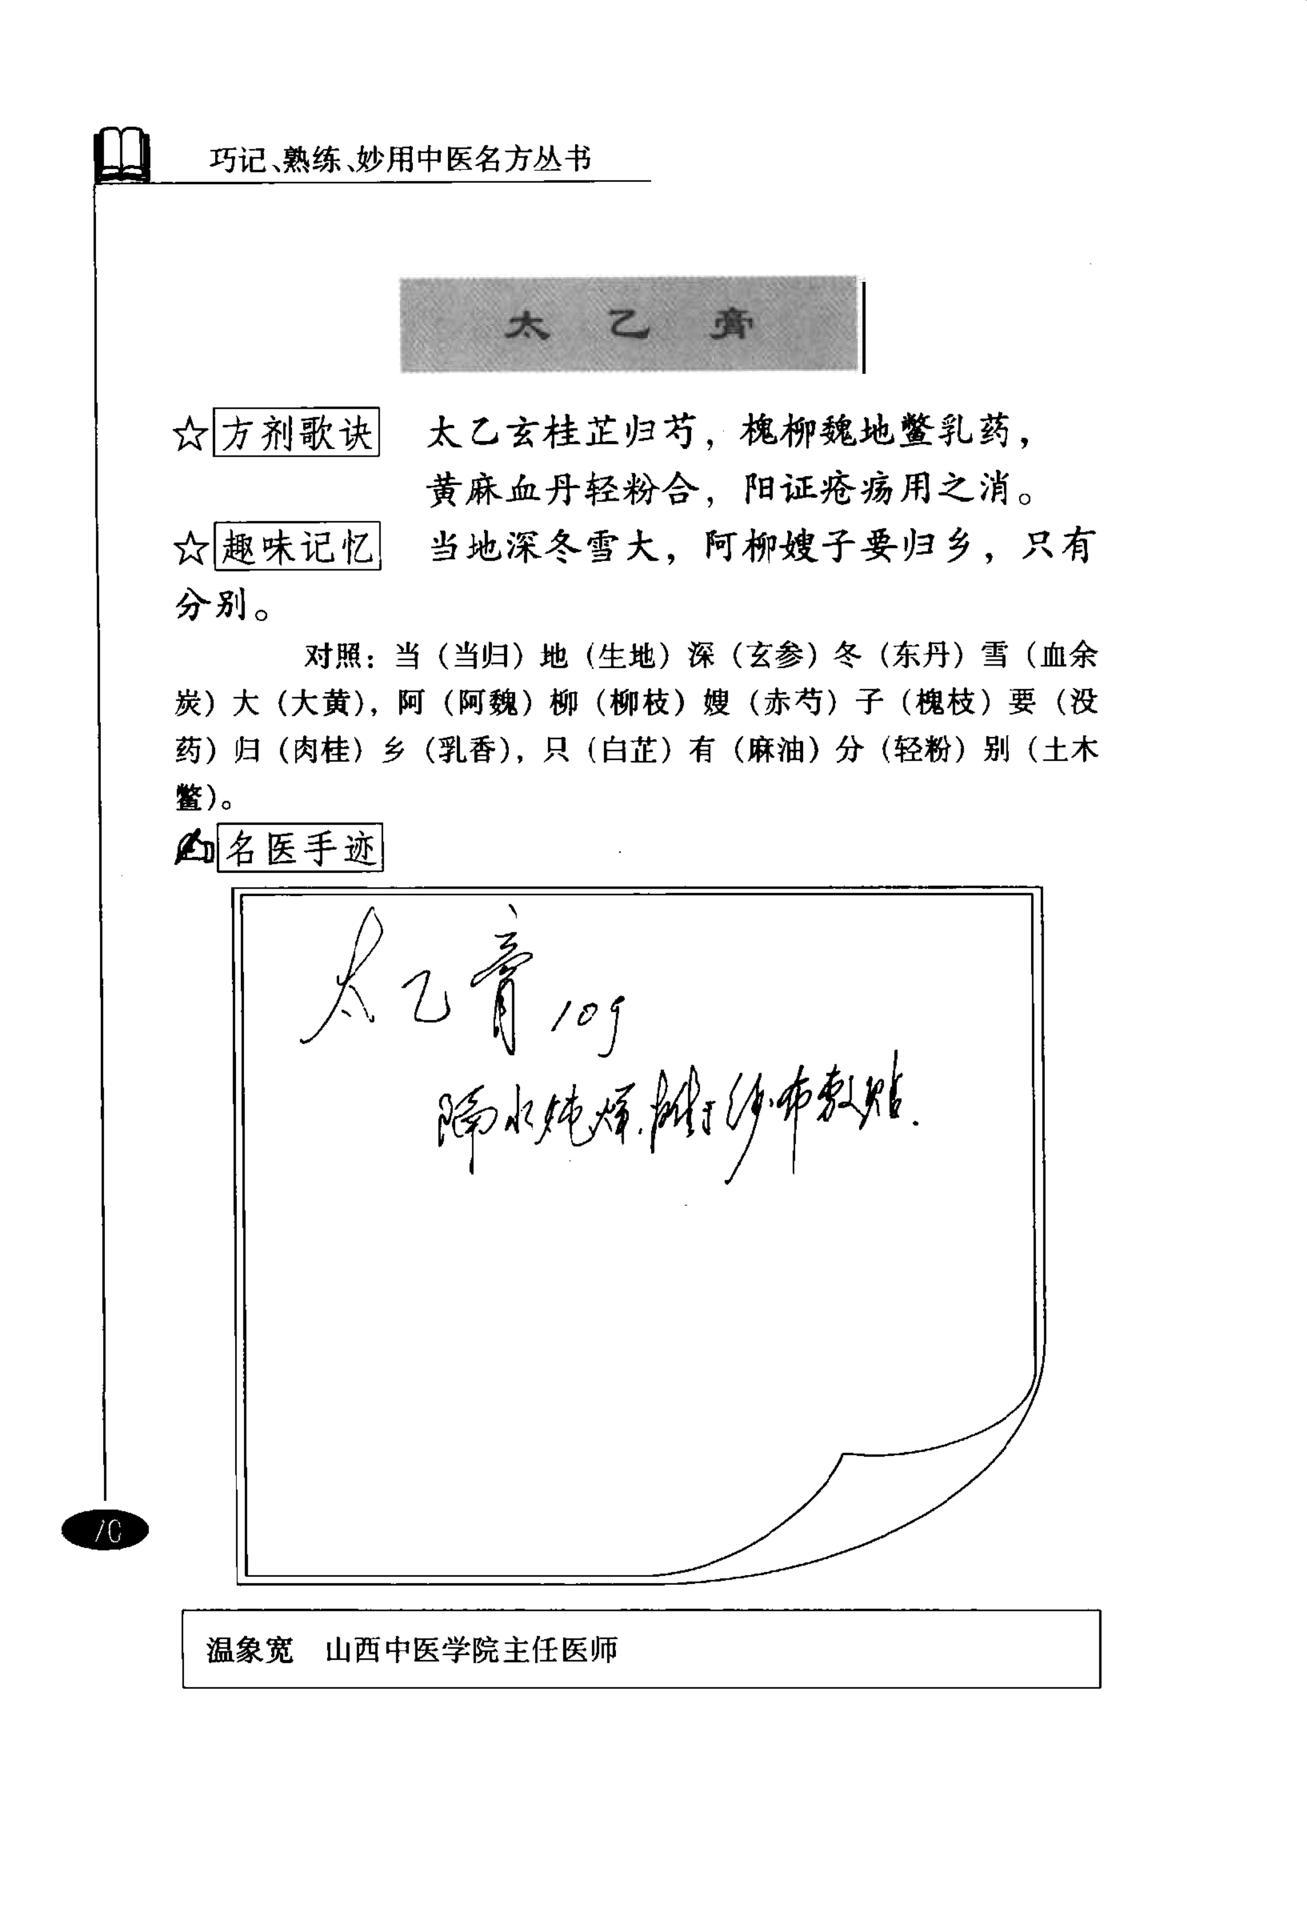 巧记、熟练、妙用中医名方丛书
太乙膏
☆方剂歌诀 太乙玄桂芷归芍，槐柳魏地鳖乳药，
黄麻血丹轻粉合，阳证疮疡用之消。
☆趣味记忆 当地深冬雪大，阿柳嫂子要归乡，只有
分别。
对照：当（当归）地（生地）深（玄参）冬（东丹）雪（血余
炭）大（大黄），阿（阿魏）柳（柳枝）嫂（赤芍）子（槐枝）要（没
药）归（肉桂）乡（乳香），只（白芷）有（麻油）分（轻粉）别（土木
鳖）。
名医手迹
太乙膏 10g
隔水炖烊.摊于纱布敷贴.
温象宽 山西中医学院主任医师